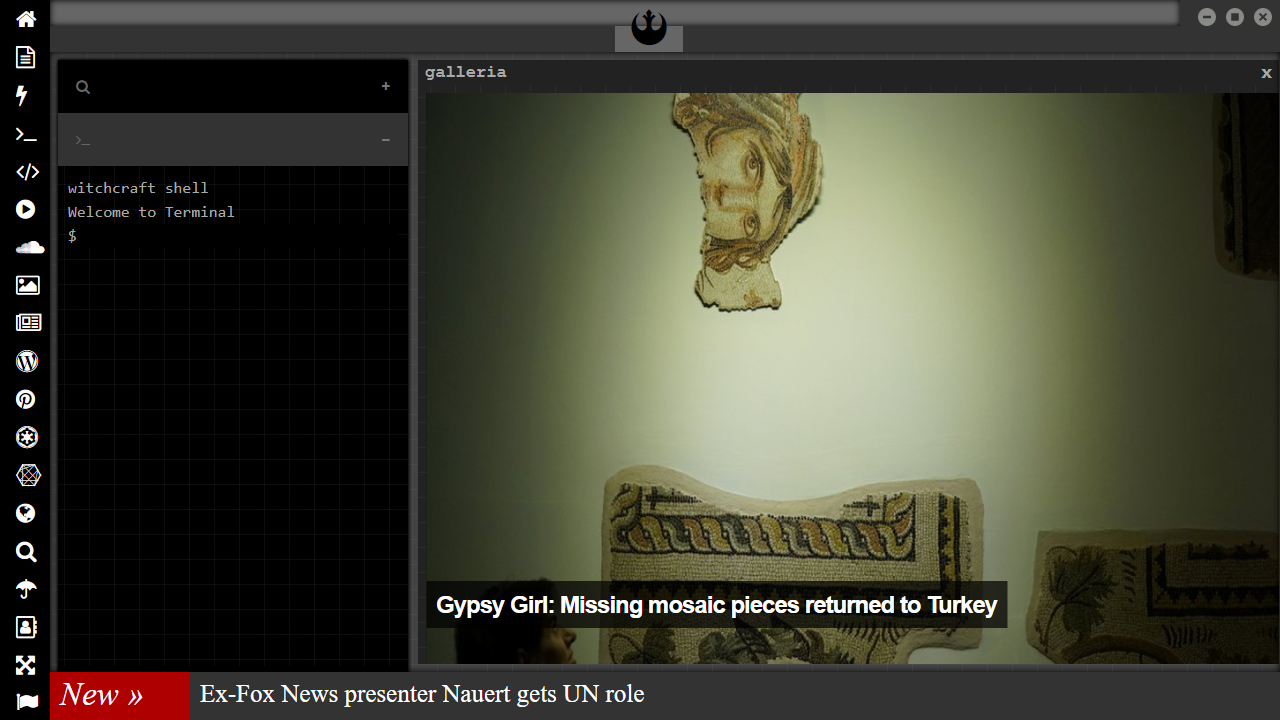 galleria
x
+
>_
−
witchcraft shell
Welcome to Terminal
$
Gypsy Girl: Missing mosaic pieces returned to Turkey
New »
Ex-Fox News presenter Nauert gets UN role